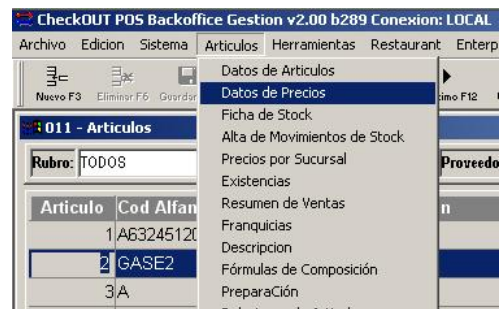 CheckOUT POS Backoffice Gestion v2.00 b289 Conexion: LOCAL
Archivo Edicion Sistema Articulos Herramientas Restaurant Enterp
Nuevo F3 Eliminar F6 Guardar
Datos de Articulos
Datos de Precios
Ficha de Stock
Alta de Movimientos de Stock
Precios por Sucursal
Existencias
Resumen de Ventas
Franquicias
Descripcion
Fórmulas de Composición
PreparaCión
imo F12
011 - Articulos
Rubro: TODOS
Proveedo
Articulo Cod Alfan
n
1 A63245120
2 GASE2
3 A